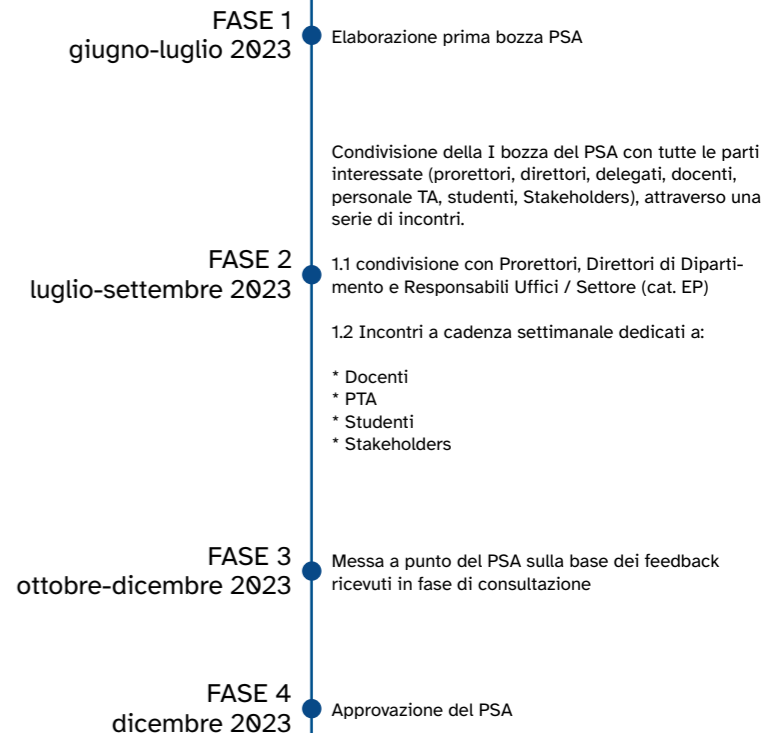 FASE 1
giugno-luglio 2023
Elaborazione prima bozza PSA
Condivisione della I bozza del PSA con tutte le parti
interessate (prorettori, direttori, delegati, docenti,
personale TA, studenti, Stakeholders), attraverso una
serie di incontri.
FASE 2
luglio-settembre 2023
1.1 condivisione con Prorettori, Direttori di Diparti-
mento e Responsabili Uffici / Settore (cat. EP)
1.2 Incontri a cadenza settimanale dedicati a:
* Docenti
* PTA
* Studenti
* Stakeholders
FASE 3
ottobre-dicembre 2023
Messa a punto del PSA sulla base dei feedback
ricevuti in fase di consultazione
FASE 4
dicembre 2023
Approvazione del PSA